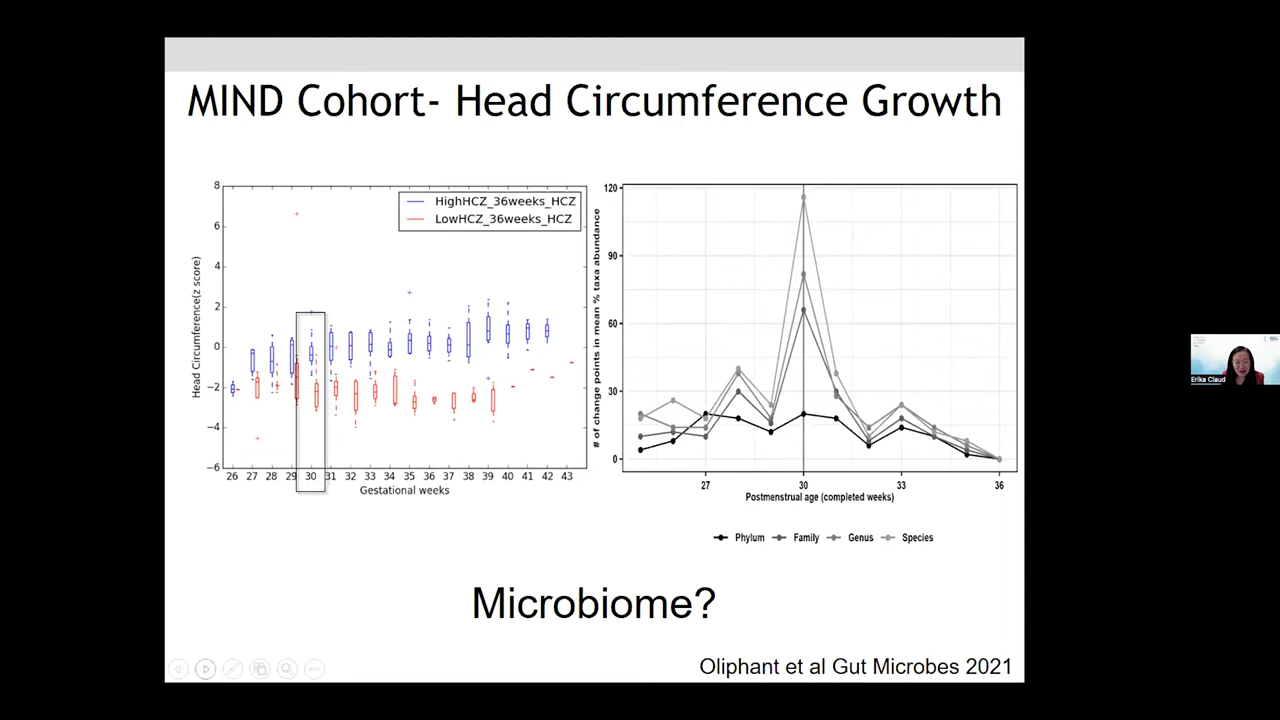 MIND Cohort- Head Circumference Growth
HighHCZ_36weeks_HCZ
LowHCZ_36weeks_HCZ
Head Circumference(z score)
8
6
4
2
0
−2
−4
−6
26 27 28 29 30 31 32 33 34 35 36 37 38 39 40 41 42 43
Gestational weeks
# of change points in mean % taxa abundance
120
90
60
30
0
27 30 33 36
Postmenstrual age (completed weeks)
Phylum Family Genus Species
Microbiome?
Oliphant et al Gut Microbes 2021
Erika Claud